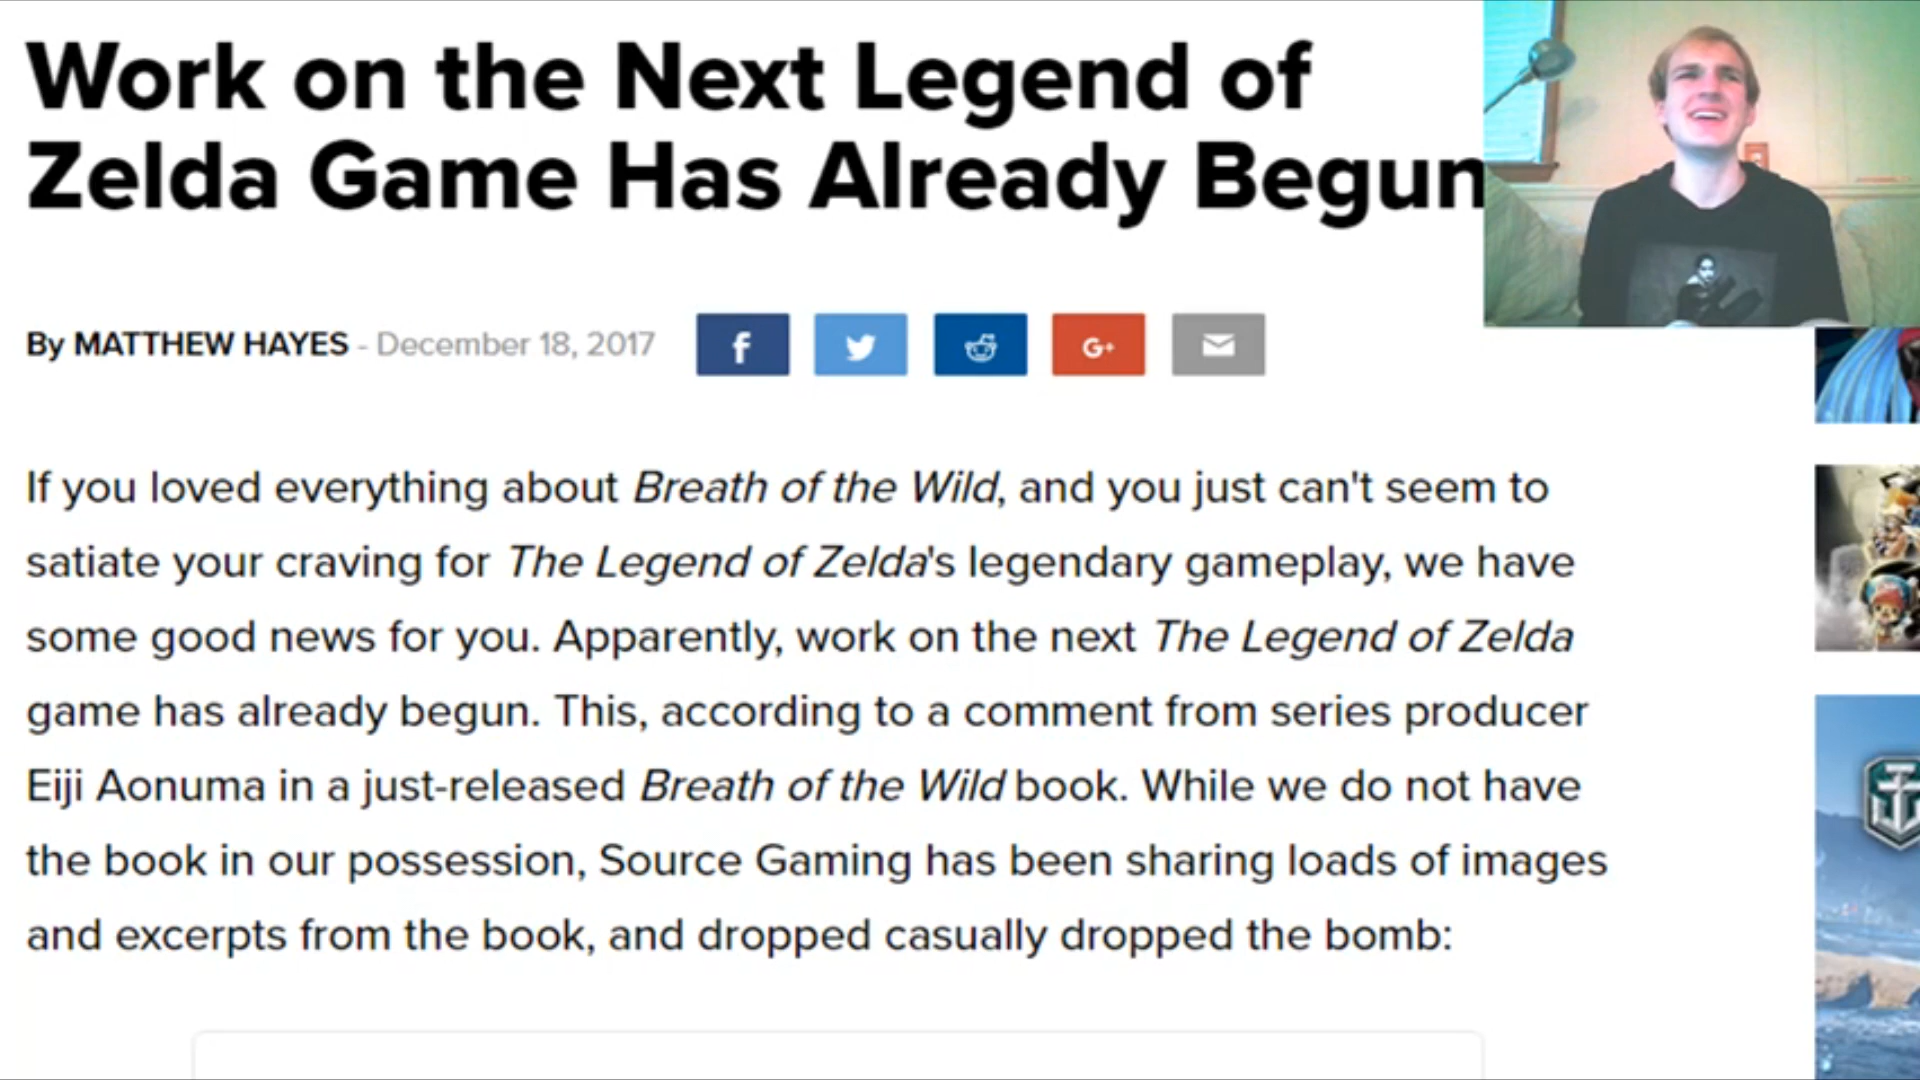 Work on the Next Legend of
Zelda Game Has Already Begun
By MATTHEW HAYES - December 18, 2017
f
G+
If you loved everything about Breath of the Wild, and you just can't seem to
satiate your craving for The Legend of Zelda's legendary gameplay, we have
some good news for you. Apparently, work on the next The Legend of Zelda
game has already begun. This, according to a comment from series producer
Eiji Aonuma in a just-released Breath of the Wild book. While we do not have
the book in our possession, Source Gaming has been sharing loads of images
and excerpts from the book, and dropped casually dropped the bomb: